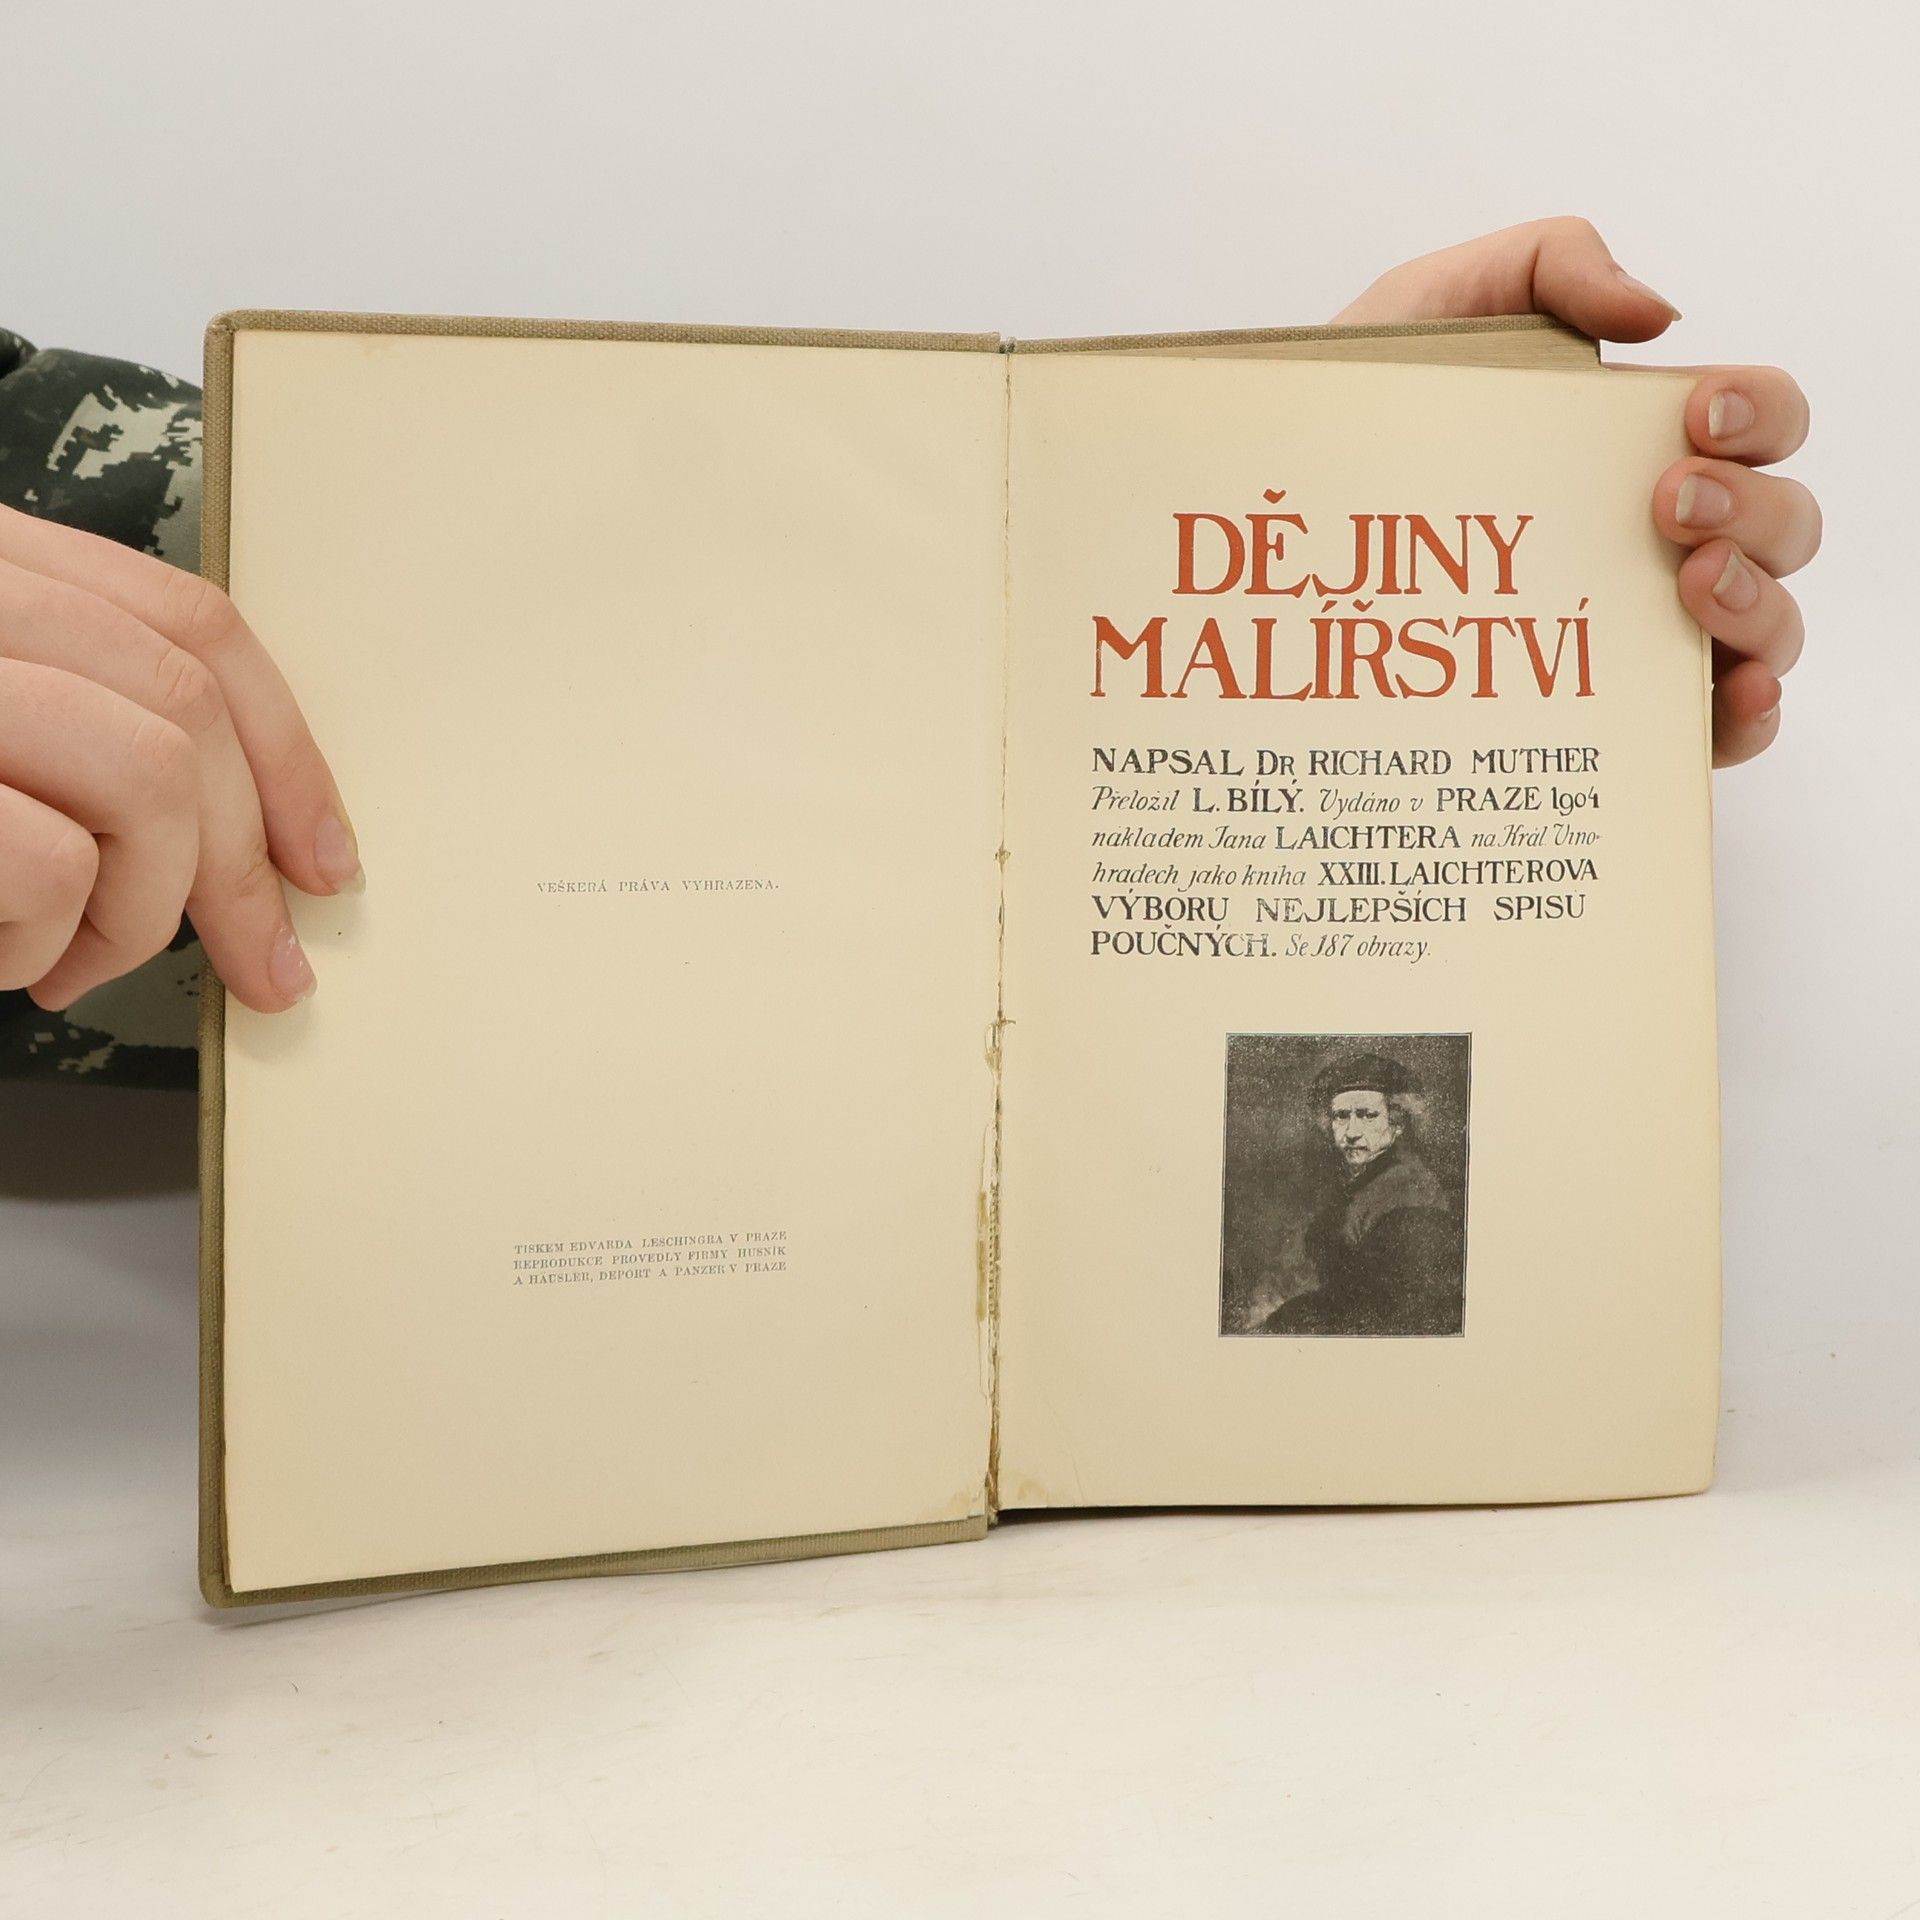 VEŠKERÁ PRÁVA VYHRAZENA.
TISKEM EDVARDA LESCHINGRA V PRAZE
REPRODUKCE PROVEDLY FIRMY HUSNÍK
A HÄUSLER, DEPORT A PANZER V PRAZE
DĚJINY
MALÍŘSTVÍ
NAPSAL DR RICHARD MUTHER
Přeložil L. BÍLÝ. Vydáno v PRAZE 1904
nákladem Jana LAICHTERA na Král. Vino-
hradech jako kniha XXIII. LAICHTEROVA
VÝBORU NEJLEPŠÍCH SPISŮ
POUČNÝCH. Se 187 obrazy.